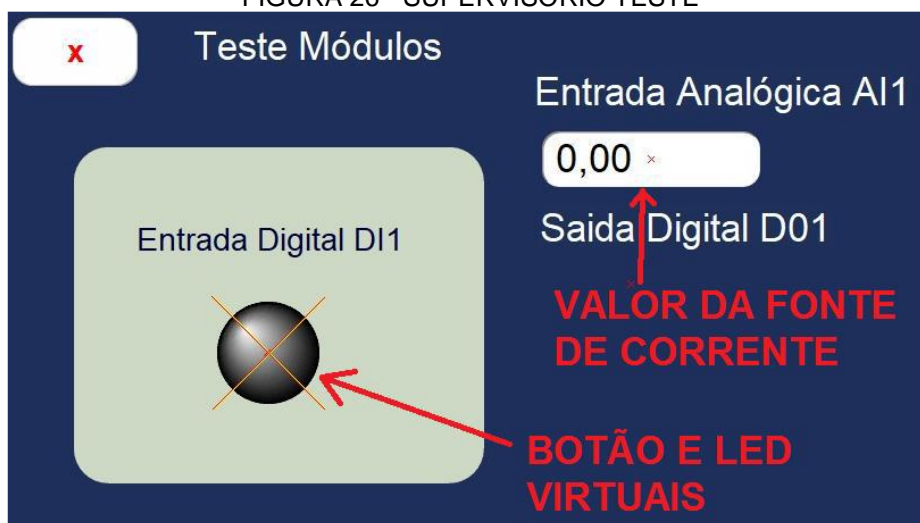 x
Teste Módulos
Entrada Analógica AI1
0,00
Entrada Digital DI1
Saida Digital D01
VALOR DA FONTE
DE CORRENTE
BOTÃO E LED
VIRTUAIS